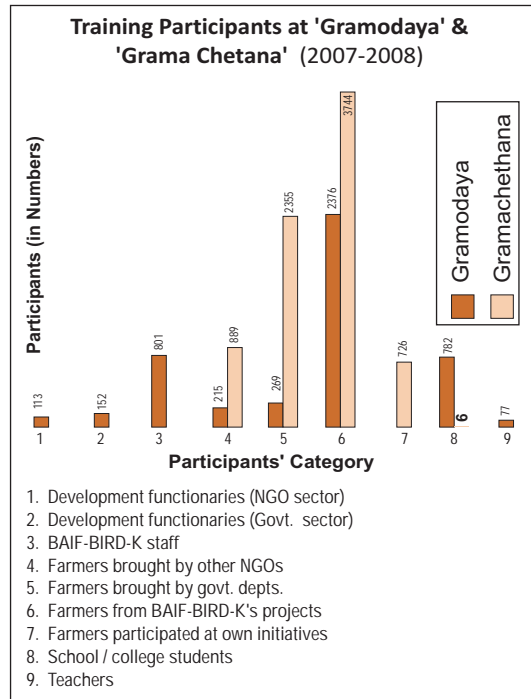 Training Participants at 'Gramodaya' &
'Grama Chetana' (2007-2008)
Participants (in Numbers)
113
152
801
215
889
269
2355
2376
3744
726
782
6
77
Gramodaya
Gramachethana
1 2 3 4 5 6 7 8 9
Participants' Category
1. Development functionaries (NGO sector)
2. Development functionaries (Govt. sector)
3. BAIF-BIRD-K staff
4. Farmers brought by other NGOs
5. Farmers brought by govt. depts.
6. Farmers from BAIF-BIRD-K's projects
7. Farmers participated at own initiatives
8. School / college students
9. Teachers